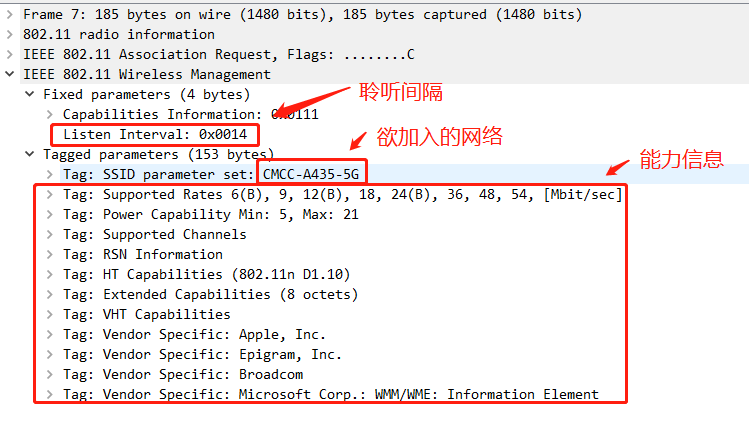 Frame 7: 185 bytes on wire (1480 bits), 185 bytes captured (1480 bits)
802.11 radio information
IEEE 802.11 Association Request, Flags: ........C
IEEE 802.11 Wireless Management
Fixed parameters (4 bytes)
聆听间隔
Capabilities Information: 0x0111
Listen Interval: 0x0014
欲加入的网络
Tagged parameters (153 bytes)
能力信息
Tag: SSID parameter set: CMCC-A435-5G
Tag: Supported Rates 6(B), 9, 12(B), 18, 24(B), 36, 48, 54, [Mbit/sec]
Tag: Power Capability Min: 5, Max: 21
Tag: Supported Channels
Tag: RSN Information
Tag: HT Capabilities (802.11n D1.10)
Tag: Extended Capabilities (8 octets)
Tag: VHT Capabilities
Tag: Vendor Specific: Apple, Inc.
Tag: Vendor Specific: Epigram, Inc.
Tag: Vendor Specific: Broadcom
Tag: Vendor Specific: Microsoft Corp.: WMM/WME: Information Element